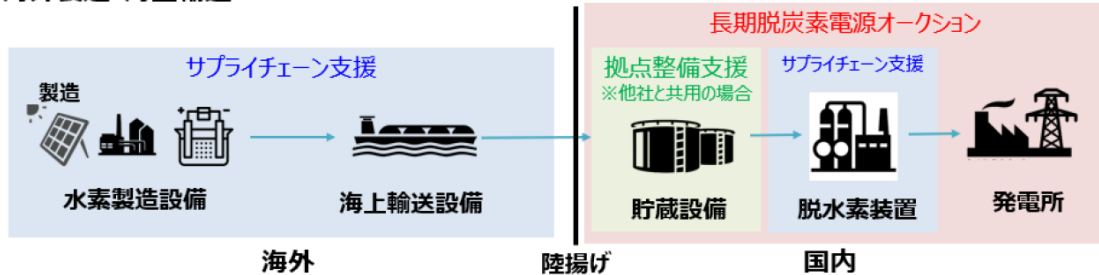 長期脱炭素電源オークション
サプライチェーン支援
拠点整備支援
※他社と共用の場合
サプライチェーン支援
製造
水素製造設備
海上輸送設備
貯蔵設備
脱水素装置
発電所
海外
陸揚げ
国内